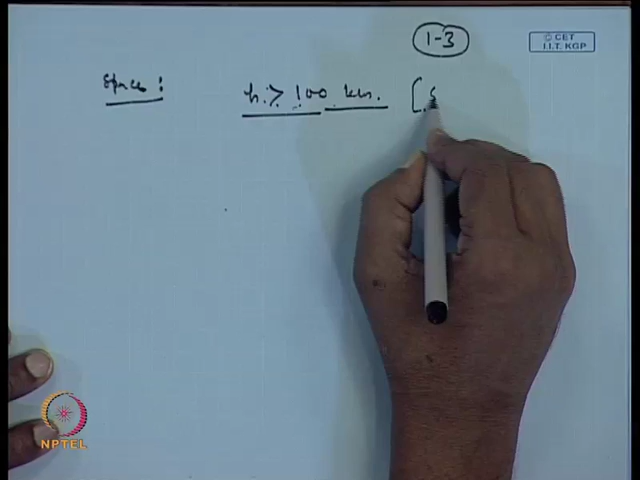 1-3
© CET
I.I.T. KGP
Space :
h > 100 km. [ s
NPTEL